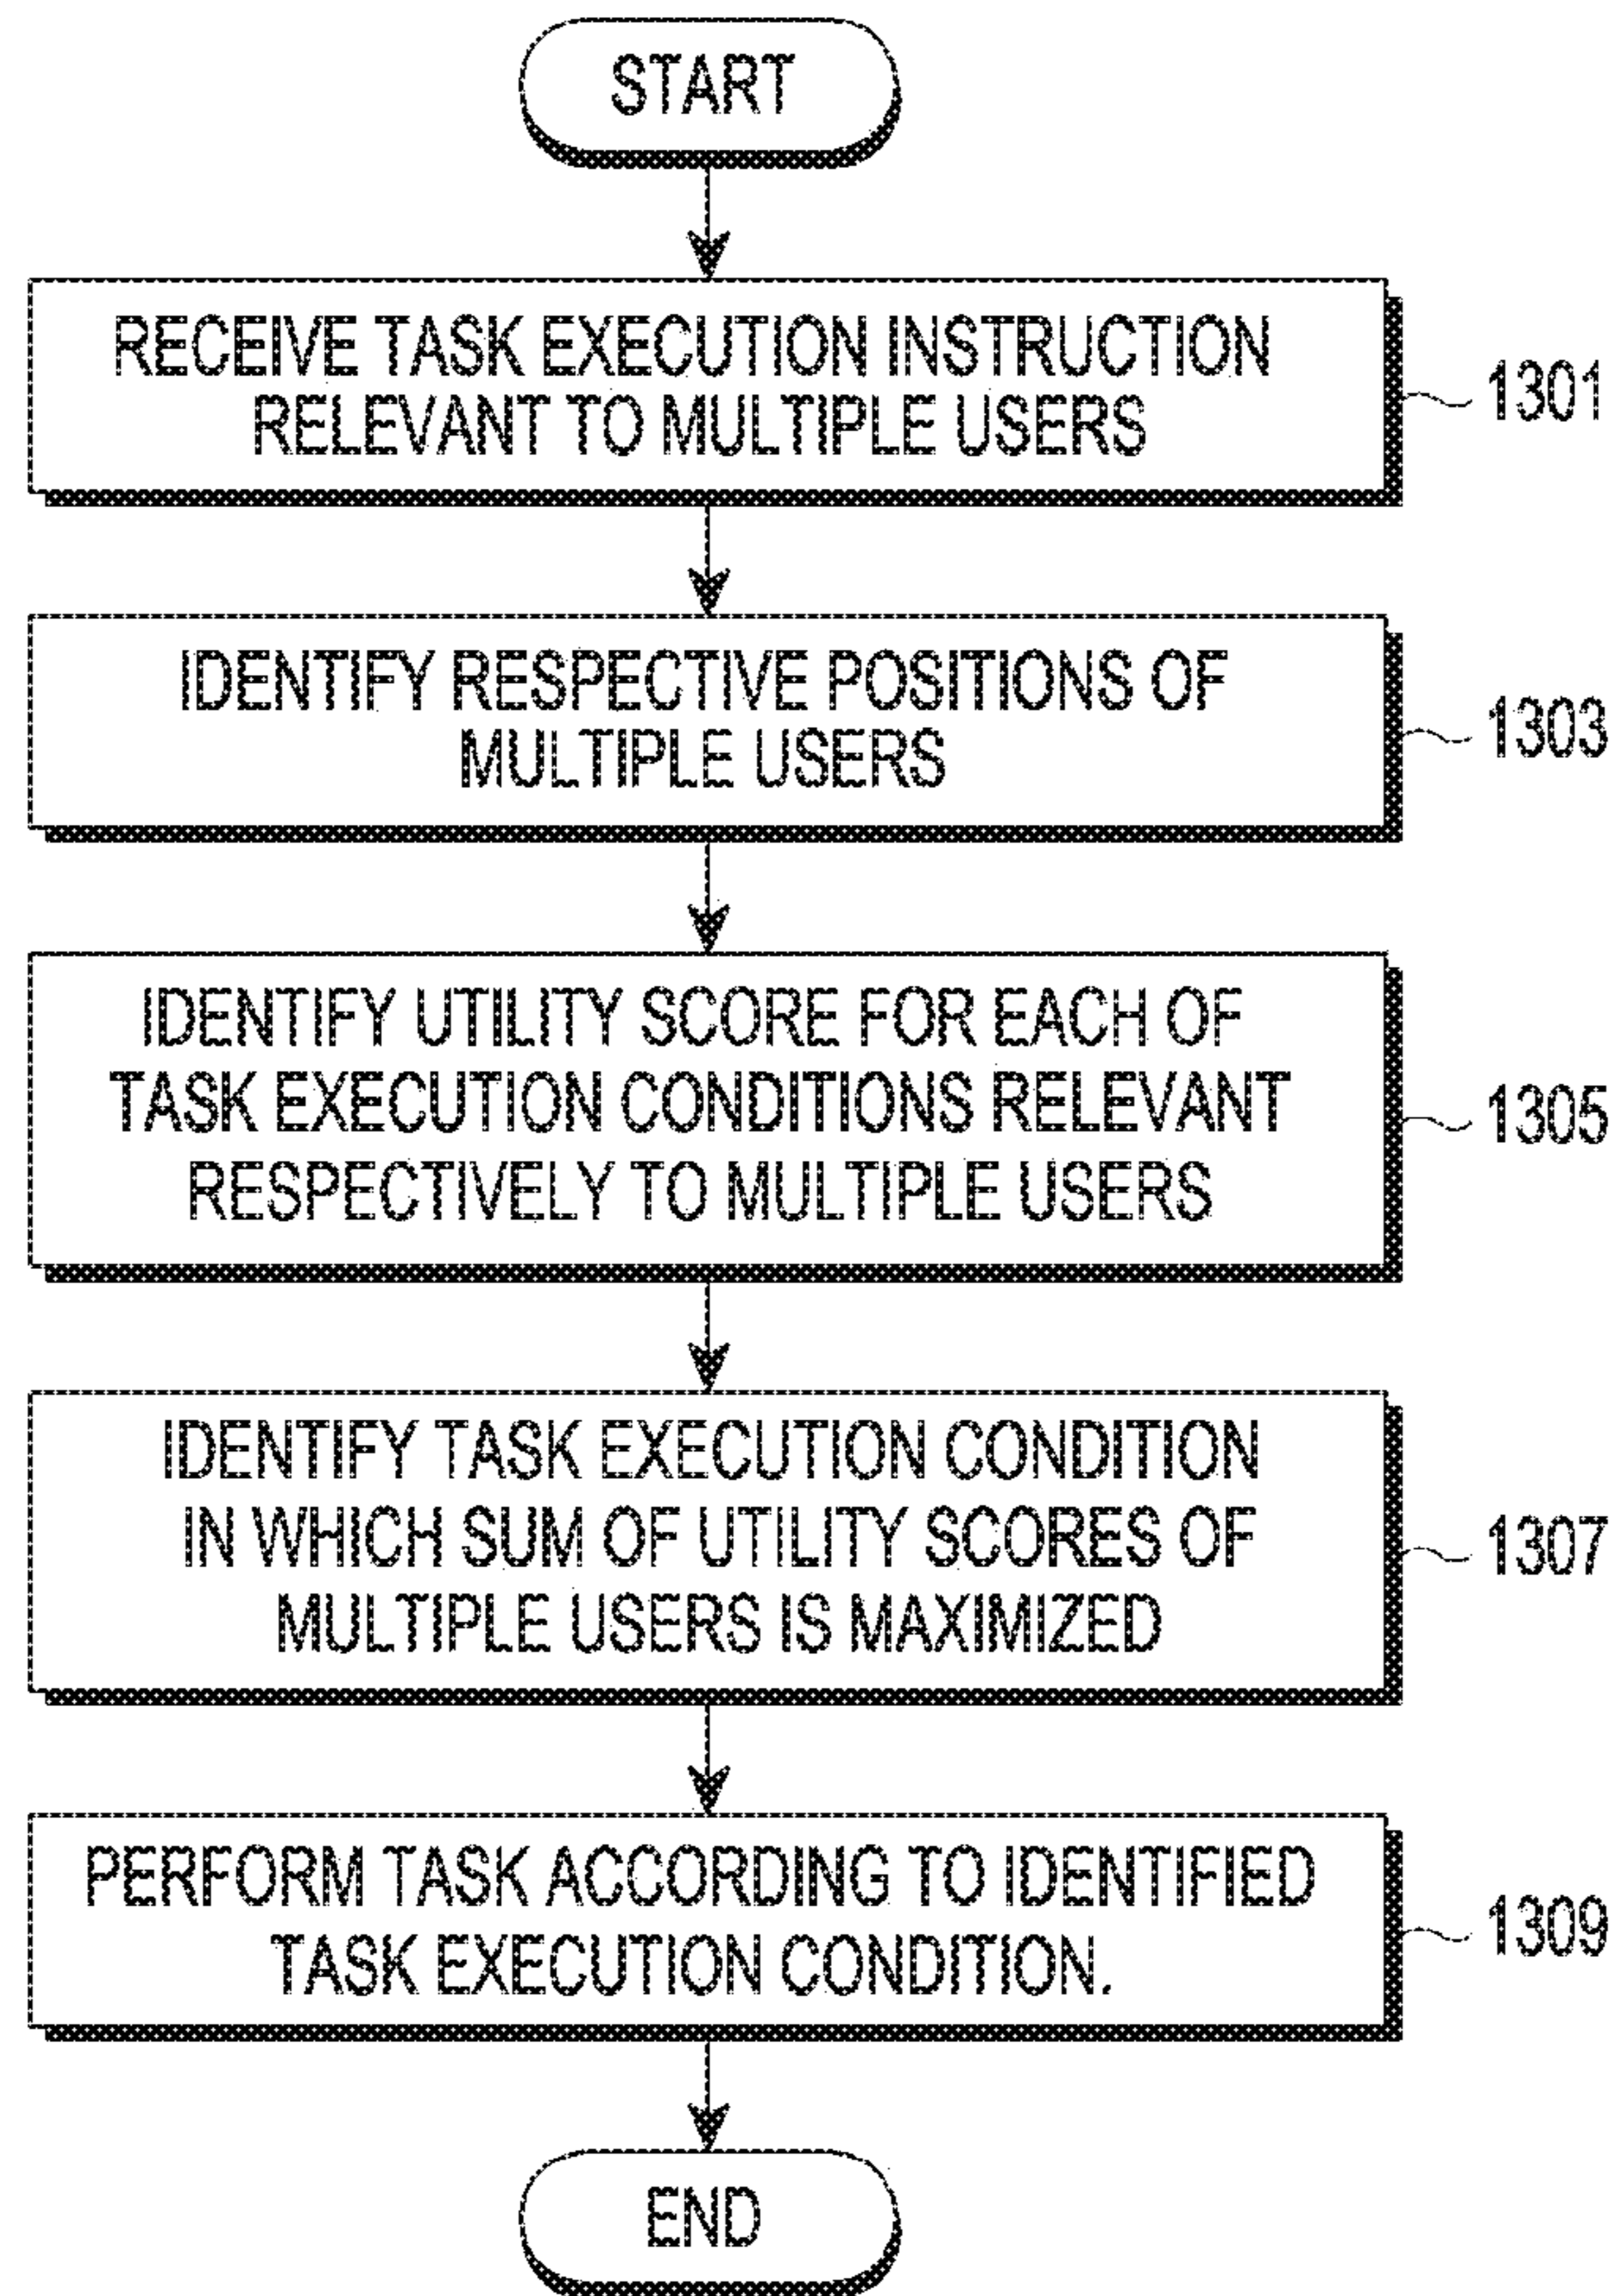 START
RECEIVE TASK EXECUTION INSTRUCTION
RELEVANT TO MULTIPLE USERS
1301
IDENTIFY RESPECTIVE POSITIONS OF
MULTIPLE USERS
1303
IDENTIFY UTILITY SCORE FOR EACH OF
TASK EXECUTION CONDITIONS RELEVANT
RESPECTIVELY TO MULTIPLE USERS
1305
IDENTIFY TASK EXECUTION CONDITION
IN WHICH SUM OF UTILITY SCORES OF
MULTIPLE USERS IS MAXIMIZED
1307
PERFORM TASK ACCORDING TO IDENTIFIED
TASK EXECUTION CONDITION.
1309
END